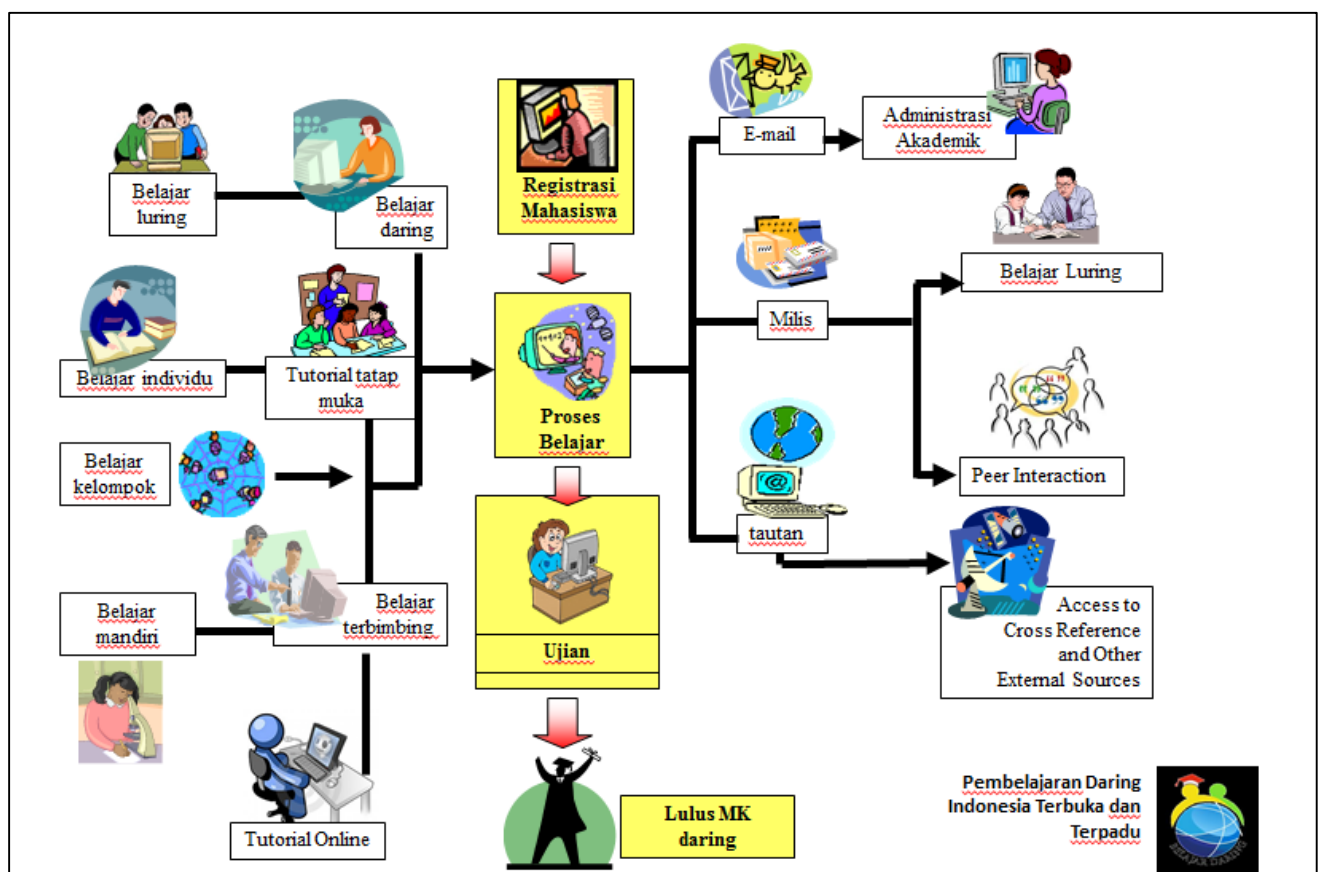 Registrasi
Mahasiswa
Proses
Belajar
Ujian
Lulus MK
daring
Belajar
luring
Belajar
daring
Belajar individu
Tutorial tatap
muka
Belajar
kelompok
Belajar
mandiri
Belajar
terbimbing
Tutorial Online
E-mail
Administrasi
Akademik
Milis
Belajar Luring
Peer Interaction
tautan
@
Access to
Cross Reference
and Other
External Sources
Pembelajaran Daring
Indonesia Terbuka dan
Terpadu
BELAJAR DARING